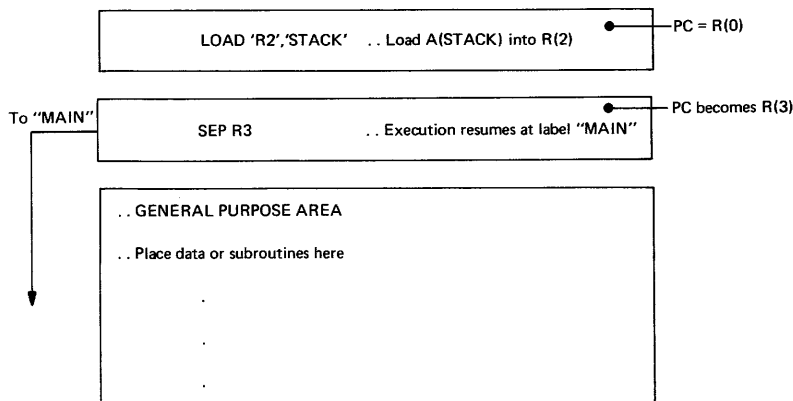 LOAD 'R2','STACK' .. Load A(STACK) into R(2)
PC = R(0)
To "MAIN"
SEP R3 .. Execution resumes at label "MAIN"
PC becomes R(3)
.. GENERAL PURPOSE AREA
.. Place data or subroutines here
.
.
.